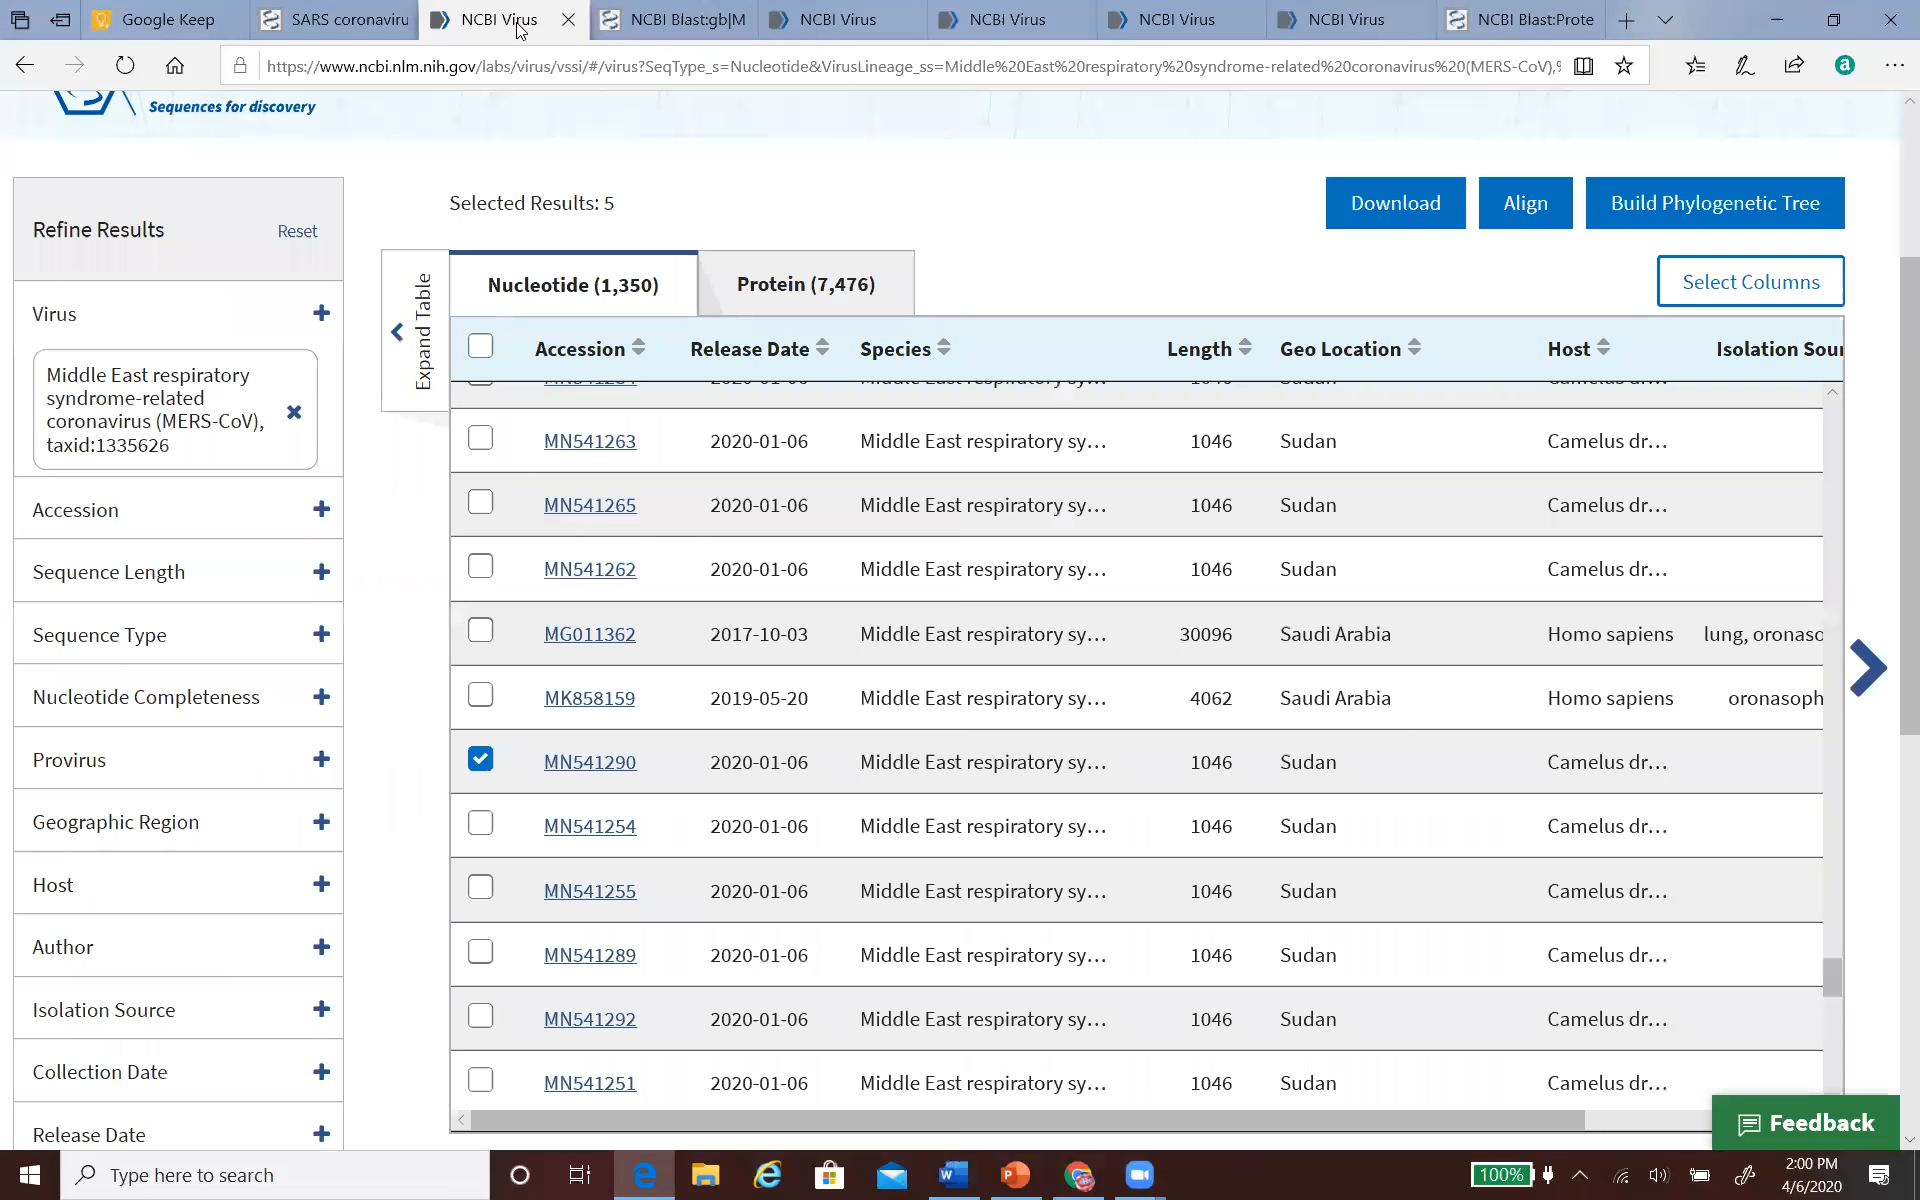 Google Keep
SARS coronaviru
NCBI Virus
NCBI Blast:gb|M
NCBI Virus
NCBI Virus
NCBI Virus
NCBI Virus
NCBI Blast:Prote
https://www.ncbi.nlm.nih.gov/labs/virus/vssi/#/virus?SeqType_s=Nucleotide&VirusLineage_ss=Middle%20East%20respiratory%20syndrome-related%20coronavirus%20(MERS-CoV),%
Sequences for discovery
Refine Results
Reset
Virus
Middle East respiratory
syndrome-related
coronavirus (MERS-CoV),
taxid:1335626
Accession
Sequence Length
Sequence Type
Nucleotide Completeness
Provirus
Geographic Region
Host
Author
Isolation Source
Collection Date
Release Date
Selected Results: 5
Download
Align
Build Phylogenetic Tree
Expand Table
Nucleotide (1,350)
Protein (7,476)
Select Columns
Accession Release Date Species Length Geo Location Host Isolation Sour
MN541263 2020-01-06 Middle East respiratory sy... 1046 Sudan Camelus dr...
MN541265 2020-01-06 Middle East respiratory sy... 1046 Sudan Camelus dr...
MN541262 2020-01-06 Middle East respiratory sy... 1046 Sudan Camelus dr...
MG011362 2017-10-03 Middle East respiratory sy... 30096 Saudi Arabia Homo sapiens lung, oronaso
MK858159 2019-05-20 Middle East respiratory sy... 4062 Saudi Arabia Homo sapiens oronasoph
MN541290 2020-01-06 Middle East respiratory sy... 1046 Sudan Camelus dr...
MN541254 2020-01-06 Middle East respiratory sy... 1046 Sudan Camelus dr...
MN541255 2020-01-06 Middle East respiratory sy... 1046 Sudan Camelus dr...
MN541289 2020-01-06 Middle East respiratory sy... 1046 Sudan Camelus dr...
MN541292 2020-01-06 Middle East respiratory sy... 1046 Sudan Camelus dr...
MN541251 2020-01-06 Middle East respiratory sy... 1046 Sudan Camelus dr...
Feedback
Type here to search
100%
2:00 PM
4/6/2020